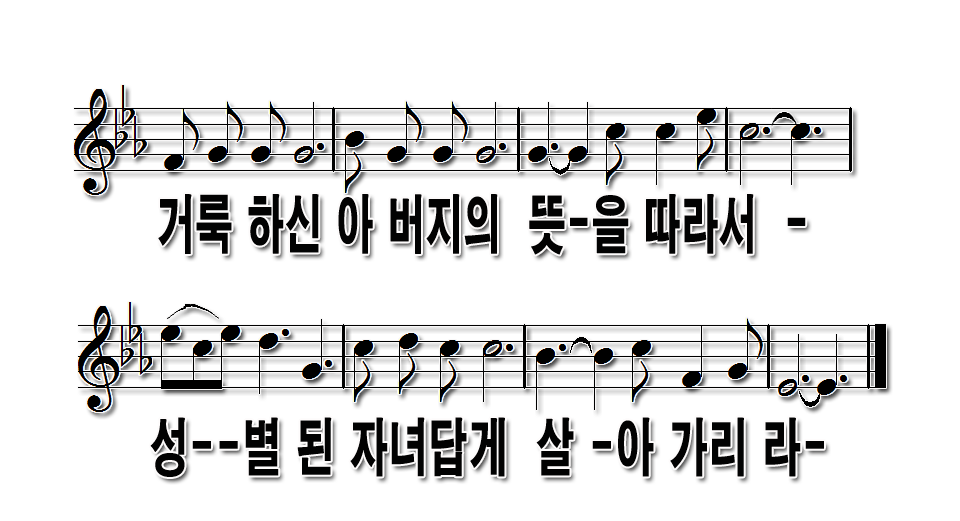 거룩 하신 아 버지의 뜻-을 따라서 -
성--별 된 자녀답게 살 -아 가리 라-